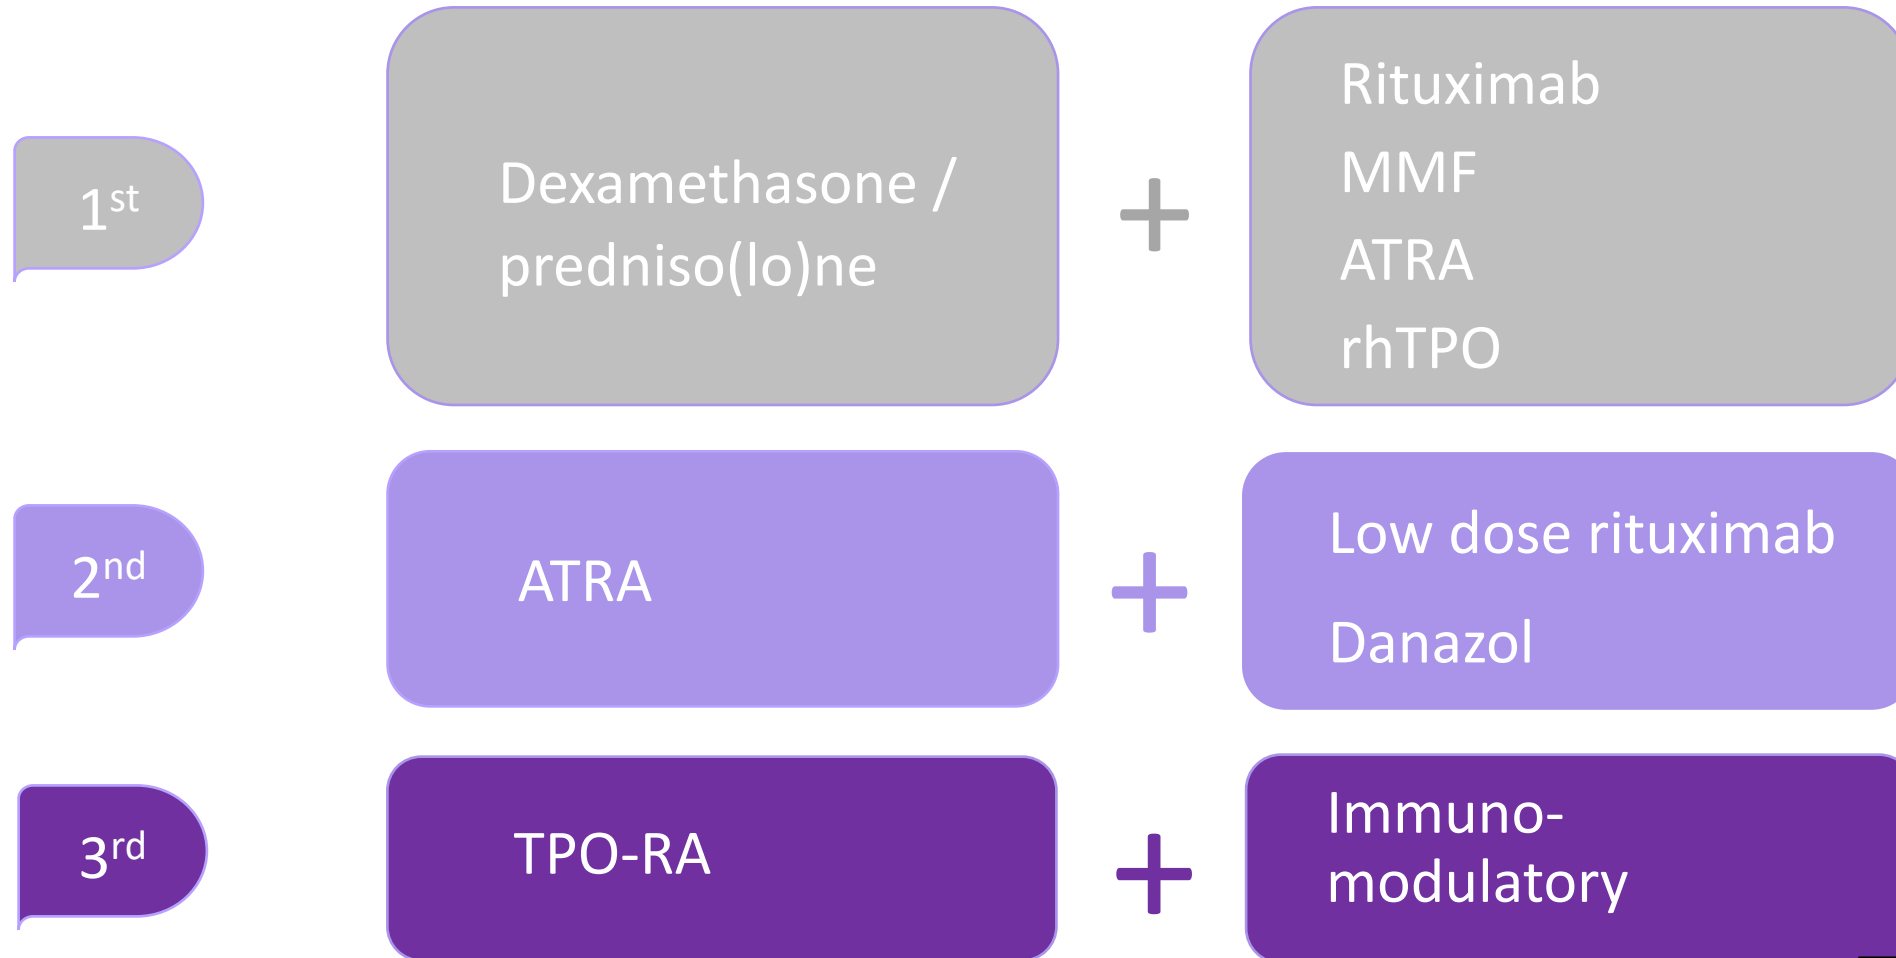 1st
Dexamethasone /
predniso(lo)ne
+
Rituximab
MMF
ATRA
rhTPO
2nd
ATRA
+
Low dose rituximab
Danazol
3rd
TPO-RA
+
Immuno-
modulatory